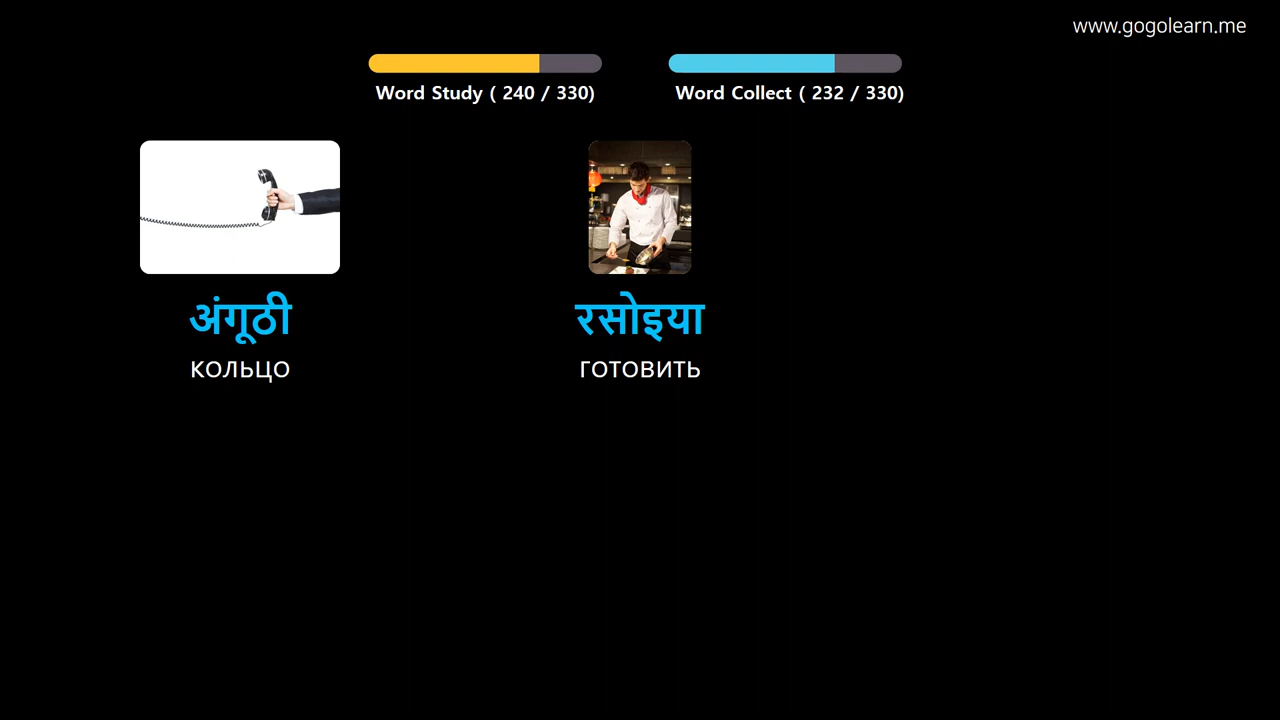 www.gogolearn.me
Word Study ( 240 / 330)
Word Collect ( 232 / 330)
अंगूठी
кольцо
रसोइया
готовить